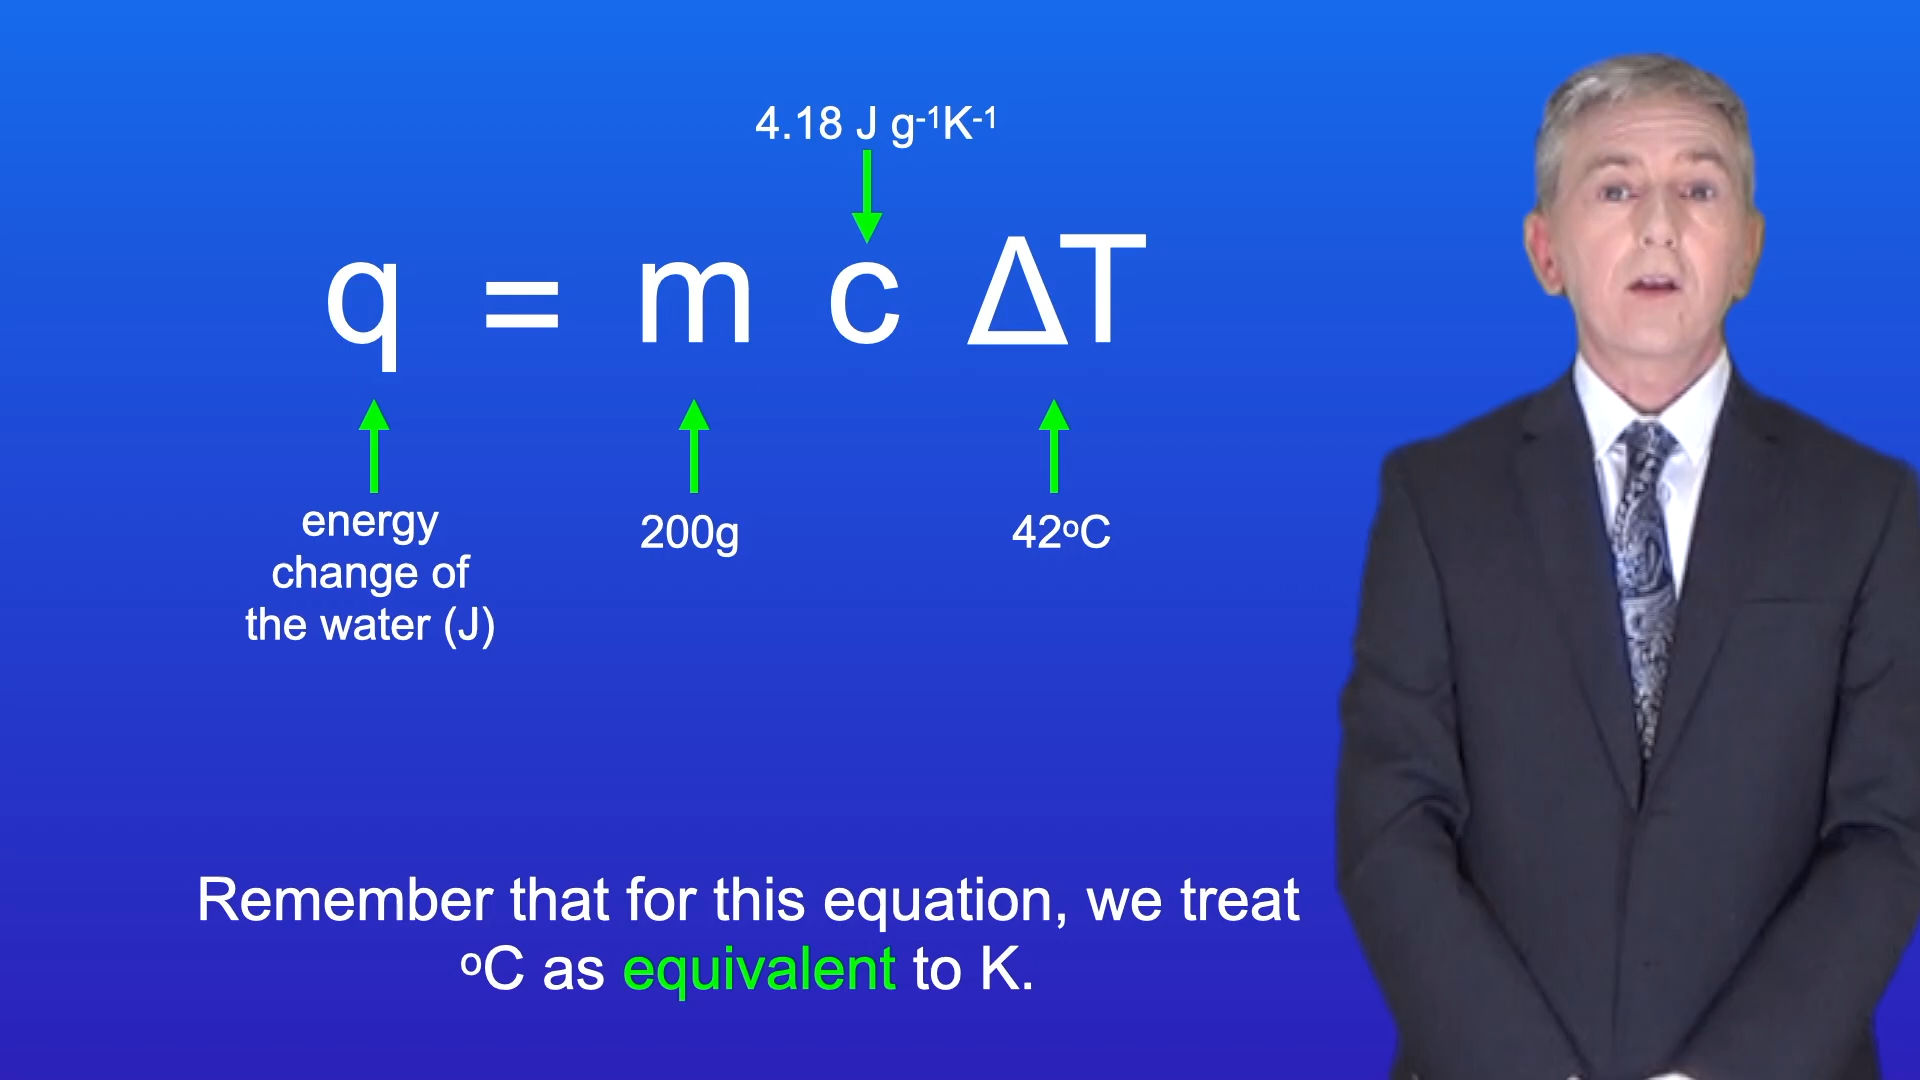 4.18 J g⁻¹K⁻¹
q = m c ΔT
energy
change of
the water (J)
200g
42ºC
Remember that for this equation, we treat
ºC as equivalent to K.